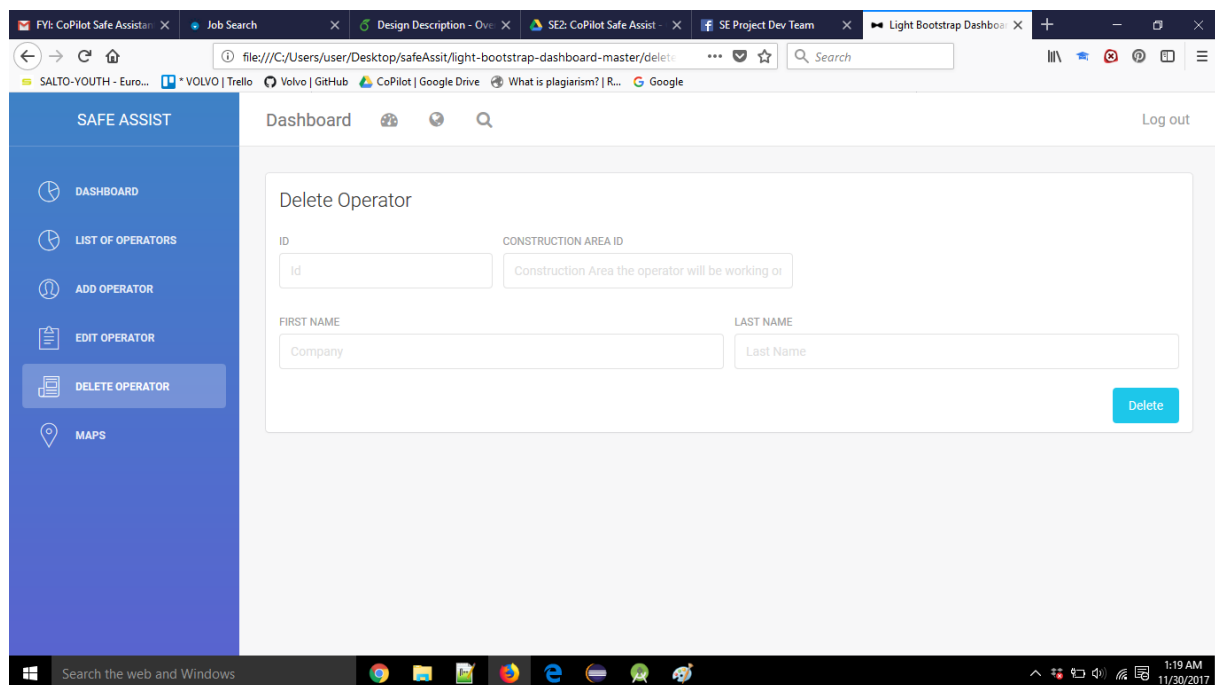 FYI: CoPilot Safe Assistan
Job Search
Design Description - Ove
SE2: CoPilot Safe Assist -
SE Project Dev Team
Light Bootstrap Dashboa
file:///C:/Users/user/Desktop/safeAssit/light-bootstrap-dashboard-master/delete
Search
SALTO-YOUTH - Euro...
* VOLVO | Trello
Volvo | GitHub
CoPilot | Google Drive
What is plagiarism? | R...
Google
SAFE ASSIST
Dashboard
Log out
DASHBOARD
LIST OF OPERATORS
ADD OPERATOR
EDIT OPERATOR
DELETE OPERATOR
MAPS
Delete Operator
ID
CONSTRUCTION AREA ID
Id
Construction Area the operator will be working on
FIRST NAME
LAST NAME
Company
Last Name
Delete
Search the web and Windows
1:19 AM
11/30/2017